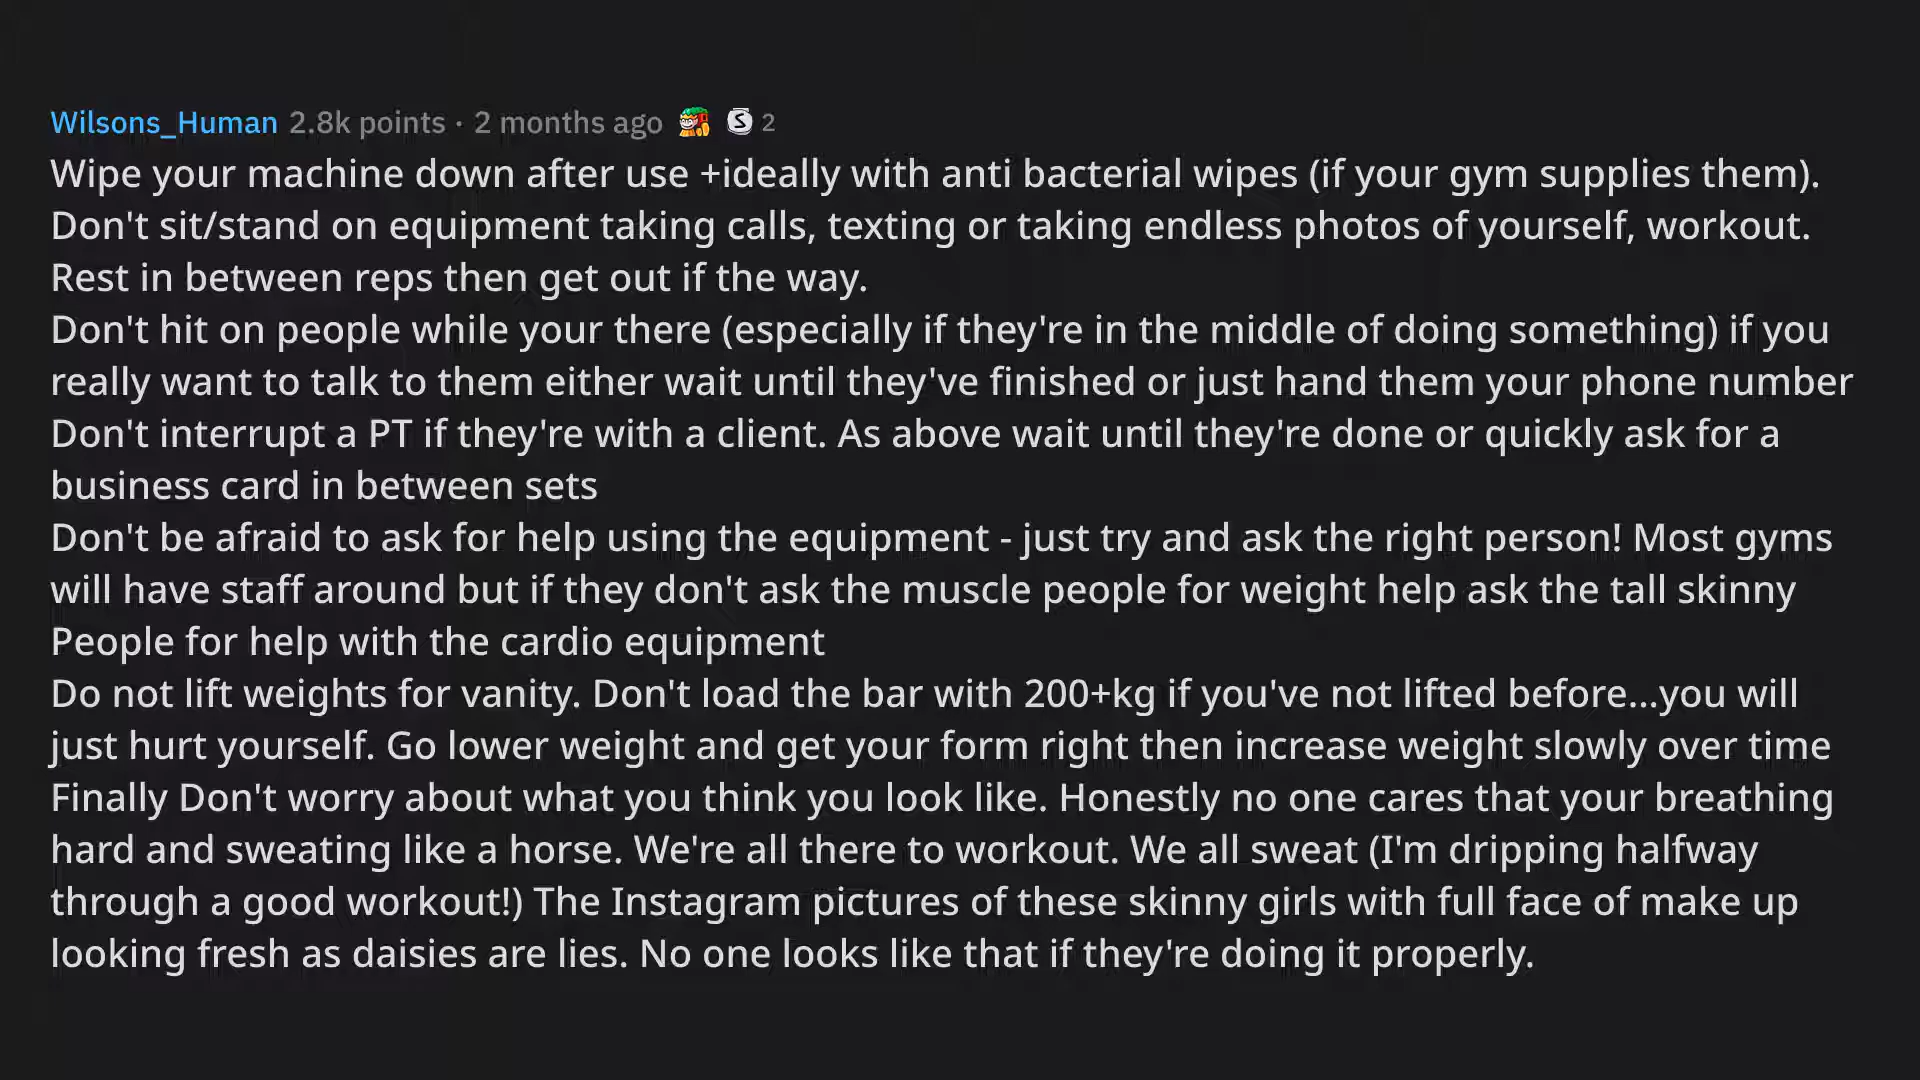 Wilsons_Human 2.8k points · 2 months ago S 2
Wipe your machine down after use +ideally with anti bacterial wipes (if your gym supplies them).
Don't sit/stand on equipment taking calls, texting or taking endless photos of yourself, workout.
Rest in between reps then get out if the way.
Don't hit on people while your there (especially if they're in the middle of doing something) if you
really want to talk to them either wait until they've finished or just hand them your phone number
Don't interrupt a PT if they're with a client. As above wait until they're done or quickly ask for a
business card in between sets
Don't be afraid to ask for help using the equipment - just try and ask the right person! Most gyms
will have staff around but if they don't ask the muscle people for weight help ask the tall skinny
People for help with the cardio equipment
Do not lift weights for vanity. Don't load the bar with 200+kg if you've not lifted before...you will
just hurt yourself. Go lower weight and get your form right then increase weight slowly over time
Finally Don't worry about what you think you look like. Honestly no one cares that your breathing
hard and sweating like a horse. We're all there to workout. We all sweat (I'm dripping halfway
through a good workout!) The Instagram pictures of these skinny girls with full face of make up
looking fresh as daisies are lies. No one looks like that if they're doing it properly.